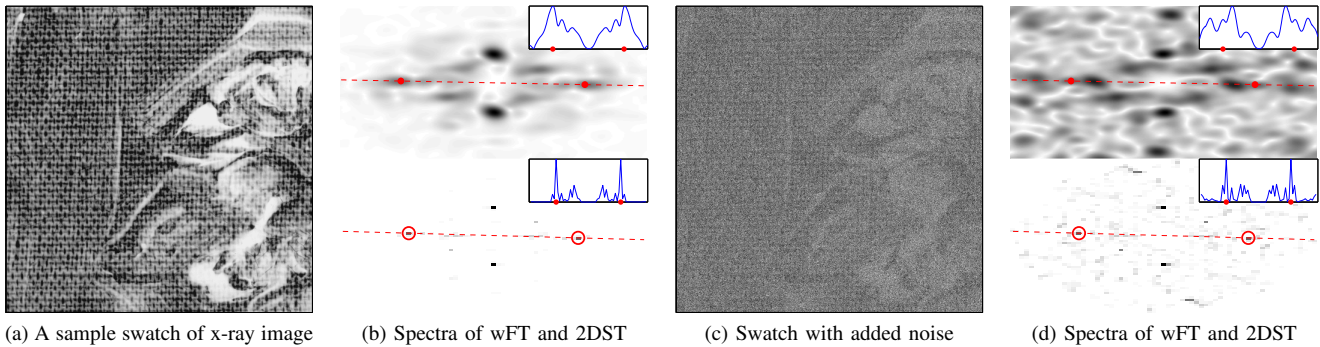 (a) A sample swatch of x-ray image
(b) Spectra of wFT and 2DST
(c) Swatch with added noise
(d) Spectra of wFT and 2DST